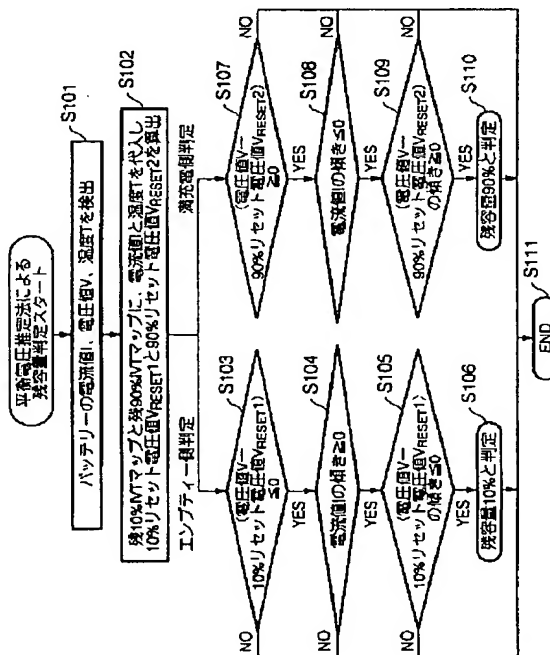 平衡電圧推定法による
残容量判定スタート
S101
バッテリーの電流値I、電圧値V、温度Tを検出
S102
残10%IVTマップと残90%IVTマップに、電流値Iと温度Tを代入し、
10%リセット電圧値VRESET1と90%リセット電圧値VRESET2を算出
エンプティー側判定
満充電側判定
S103
(電圧値V－
10%リセット電圧値VRESET1)
≦0
NO
YES
S104
電流値Iの傾き≧0
NO
YES
S105
(電圧値V－
10%リセット電圧値VRESET1)
の傾き≦0
NO
YES
S106
残容量10%と判定
S107
(電圧値V－
90%リセット電圧値VRESET2)
≧0
NO
YES
S108
電流値Iの傾き≦0
NO
YES
S109
(電圧値V－
90%リセット電圧値VRESET2)
の傾き≧0
NO
YES
S110
残容量90%と判定
S111
END